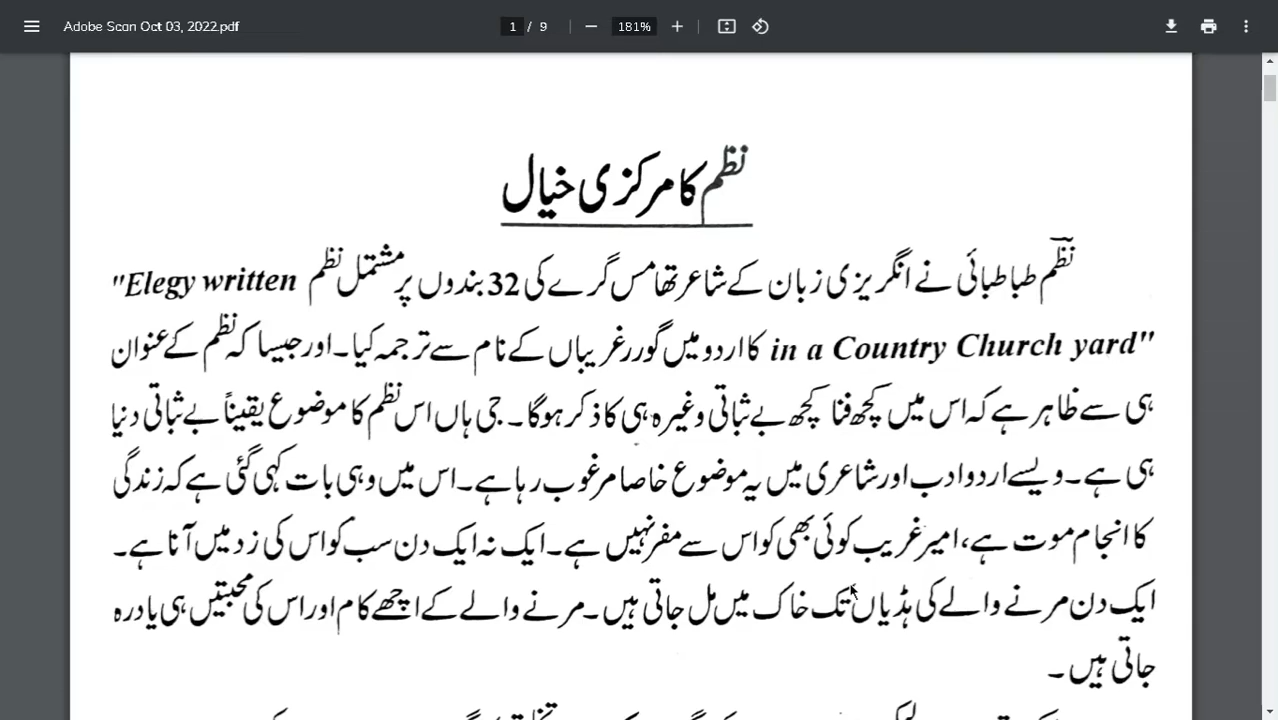 Adobe Scan Oct 03, 2022.pdf
1 / 9
181%
نظم کا مرکزی خیال
نظم طباطبائی نے انگریزی زبان کے شاعر تھامس گرے کی 32 بندوں پر مشتمل نظم "Elegy written
in a Country Church yard" کا اردو میں گورِ غریباں کے نام سے ترجمہ کیا۔ اور جیسا کہ نظم کے عنوان
ہی سے ظاہر ہے کہ اس میں کچھ فنا کچھ بے ثباتی وغیرہ ہی کا ذکر ہوگا۔ جی ہاں اس نظم کا موضوع یقیناً بے ثباتی دنیا
ہی ہے۔ ویسے اردو ادب اور شاعری میں یہ موضوع خاصا مرغوب رہا ہے۔ اس میں وہی بات کہی گئی ہے کہ زندگی
کا انجام موت ہے، امیر غریب کوئی بھی کو اس سے مفر نہیں ہے۔ ایک نہ ایک دن سب کو اس کی زد میں آنا ہے۔
ایک دن مرنے والے کی ہڈیاں تک خاک میں مل جاتی ہیں۔ مرنے والے کے اچھے کام اور اس کی محبتیں ہی یاد رہ
جاتی ہیں۔